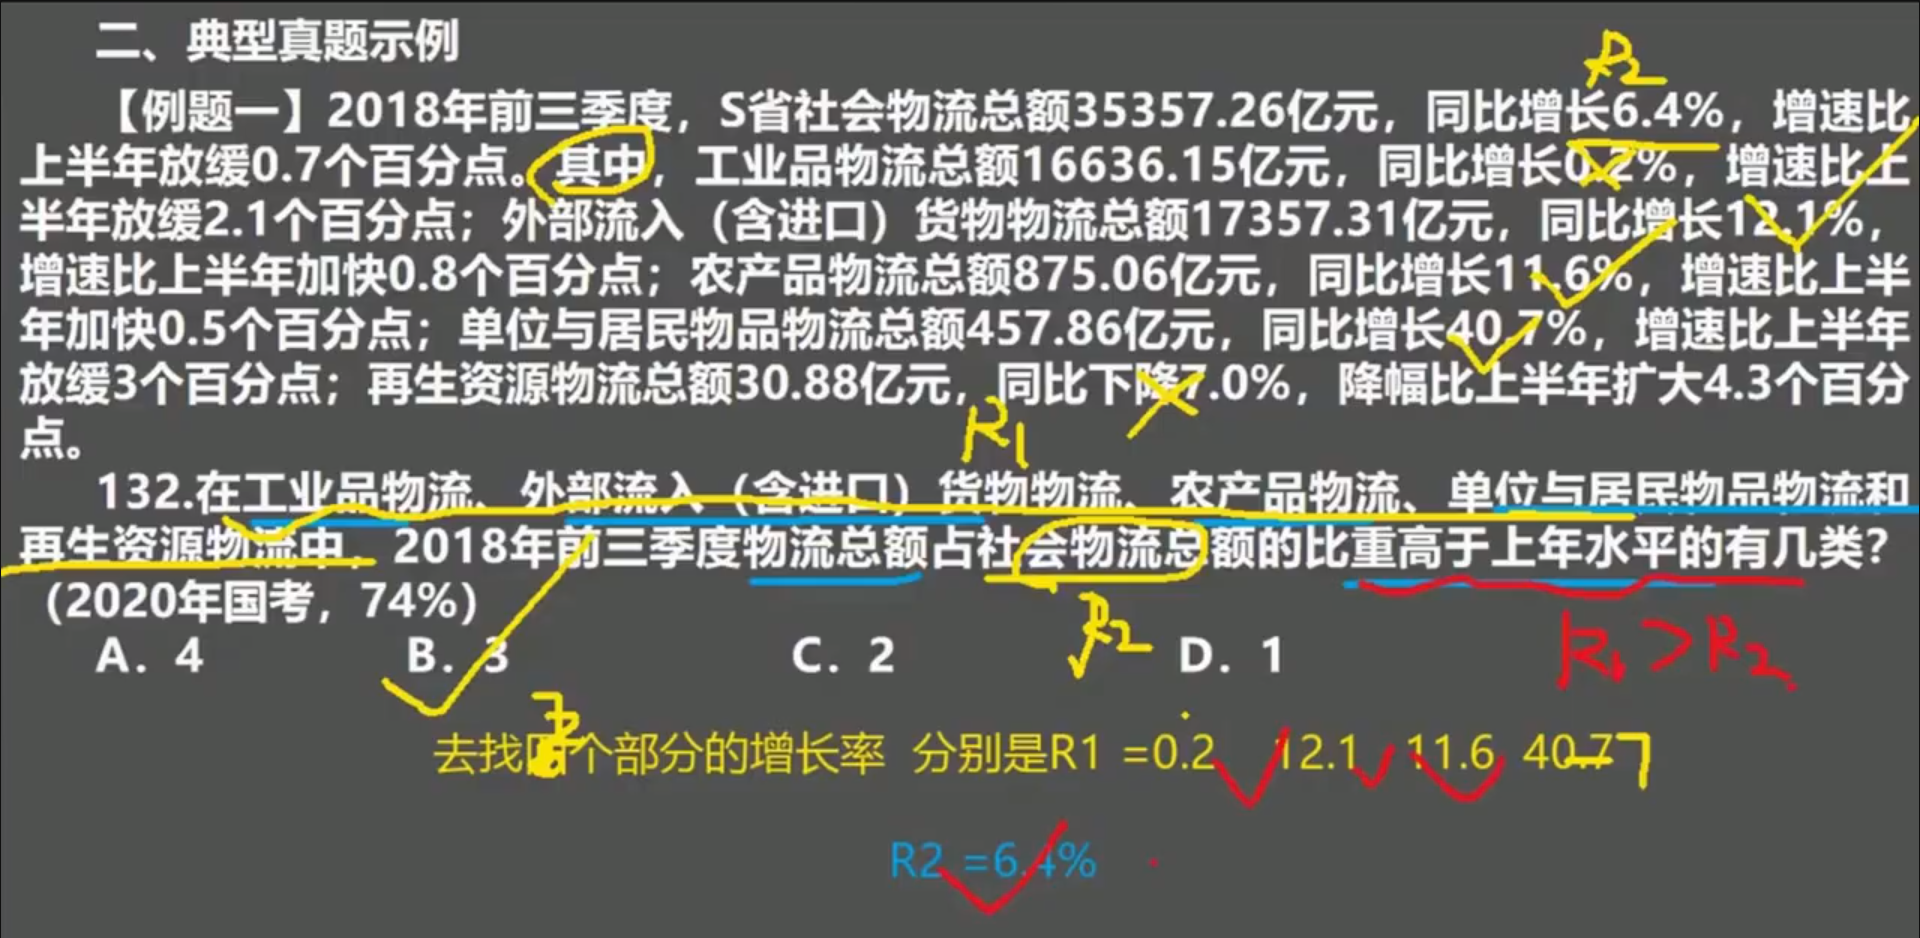 二、典型真题示例
R2
【例题一】2018年前三季度，S省社会物流总额35357.26亿元，同比增长6.4%，增速比
上半年放缓0.7个百分点。其中，工业品物流总额16636.15亿元，同比增长0.2%，增速比上
半年放缓2.1个百分点；外部流入（含进口）货物物流总额17357.31亿元，同比增长12.1%，
增速比上半年加快0.8个百分点；农产品物流总额875.06亿元，同比增长11.6%，增速比上半
年加快0.5个百分点；单位与居民物品物流总额457.86亿元，同比增长40.7%，增速比上半年
放缓3个百分点；再生资源物流总额30.88亿元，同比下降7.0%，降幅比上半年扩大4.3个百分
点。
R1
132.在工业品物流、外部流入（含进口）货物物流、农产品物流、单位与居民物品物流和
再生资源物流中，2018年前三季度物流总额占社会物流总额的比重高于上年水平的有几类？
（2020年国考，74%）
R2
R1>R2
A. 4 B. 3 C. 2 D. 1
去找 个部分的增长率 分别是R1 =0.2 12.1 11.6 40.7 -7
R2 =6.4%